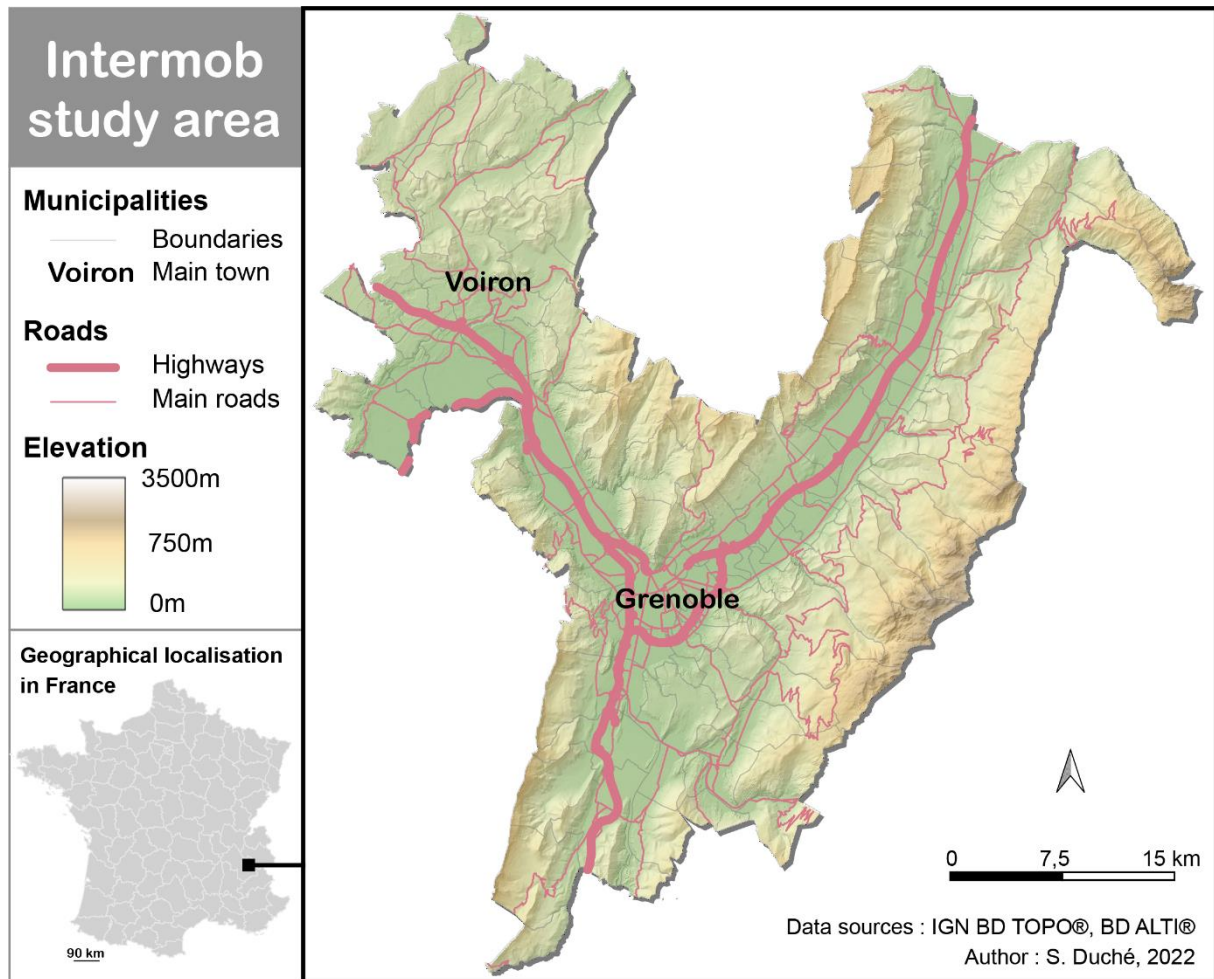 Intermob
study area
Municipalities
Boundaries
Voiron Main town
Roads
Highways
Main roads
Elevation
3500m
750m
0m
Geographical localisation
in France
90 km
Voiron
Grenoble
0 7,5 15 km
Data sources : IGN BD TOPO®, BD ALTI®
Author : S. Duché, 2022